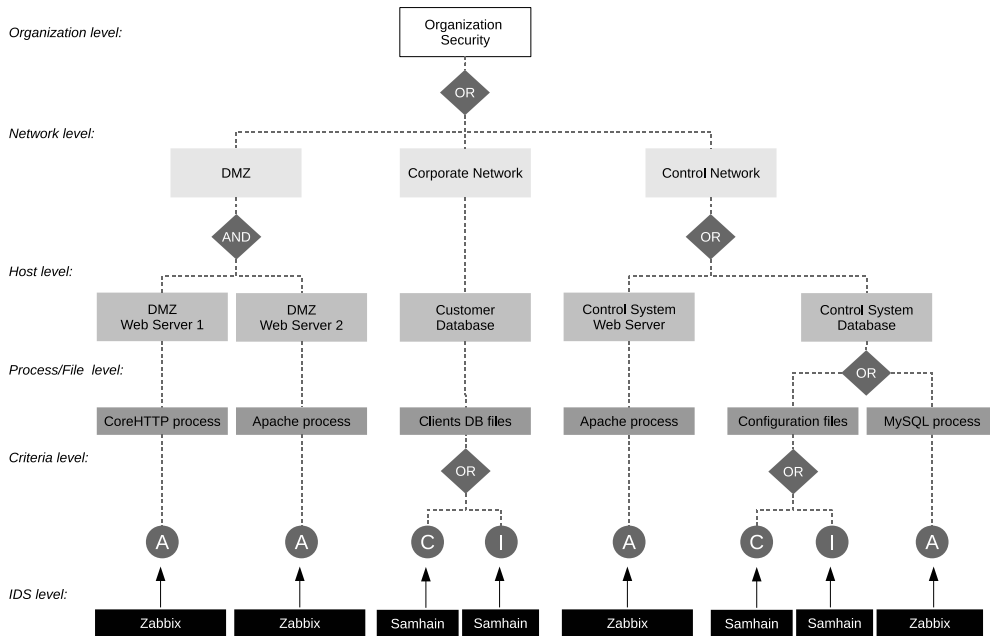 Organization level:
Organization
Security
OR
Network level:
DMZ
Corporate Network
Control Network
AND
OR
Host level:
DMZ
Web Server 1
DMZ
Web Server 2
Customer
Database
Control System
Web Server
Control System
Database
Process/File level:
OR
CoreHTTP process
Apache process
Clients DB files
Apache process
Configuration files
MySQL process
Criteria level:
OR
OR
A
A
C
I
A
C
I
A
IDS level:
Zabbix
Zabbix
Samhain
Samhain
Zabbix
Samhain
Samhain
Zabbix